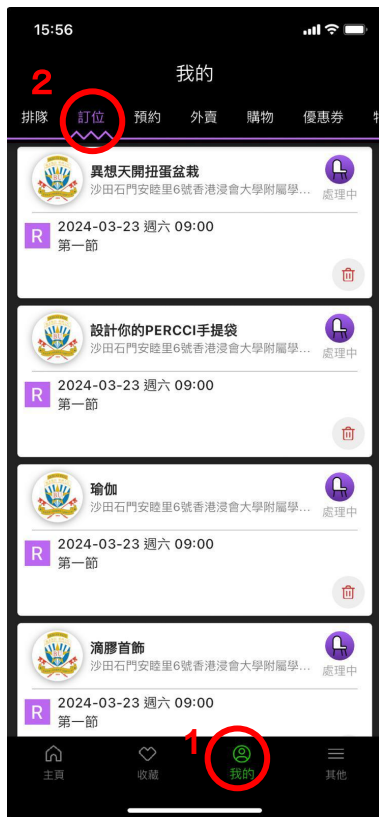 15:56
我的
2
排隊 訂位 預約 外賣 購物 優惠券
異想天開扭蛋盆栽
沙田石門安睦里6號香港浸會大學附屬學...
處理中
R
2024-03-23 週六 09:00
第一節
設計你的PERCCI手提袋
沙田石門安睦里6號香港浸會大學附屬學...
處理中
R
2024-03-23 週六 09:00
第一節
瑜伽
沙田石門安睦里6號香港浸會大學附屬學...
處理中
R
2024-03-23 週六 09:00
第一節
滴膠首飾
沙田石門安睦里6號香港浸會大學附屬學...
處理中
R
2024-03-23 週六 09:00
第一節
1
主頁 收藏 我的 其他